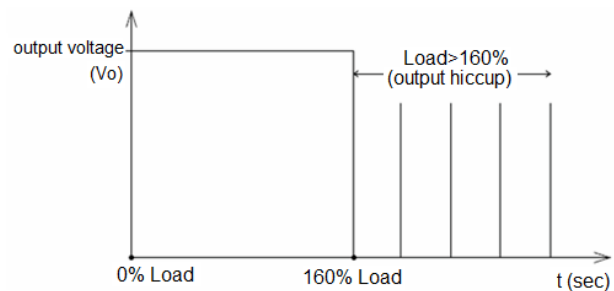 output voltage
(Vo)
Load>160%
(output hiccup)
0% Load
160% Load
t (sec)